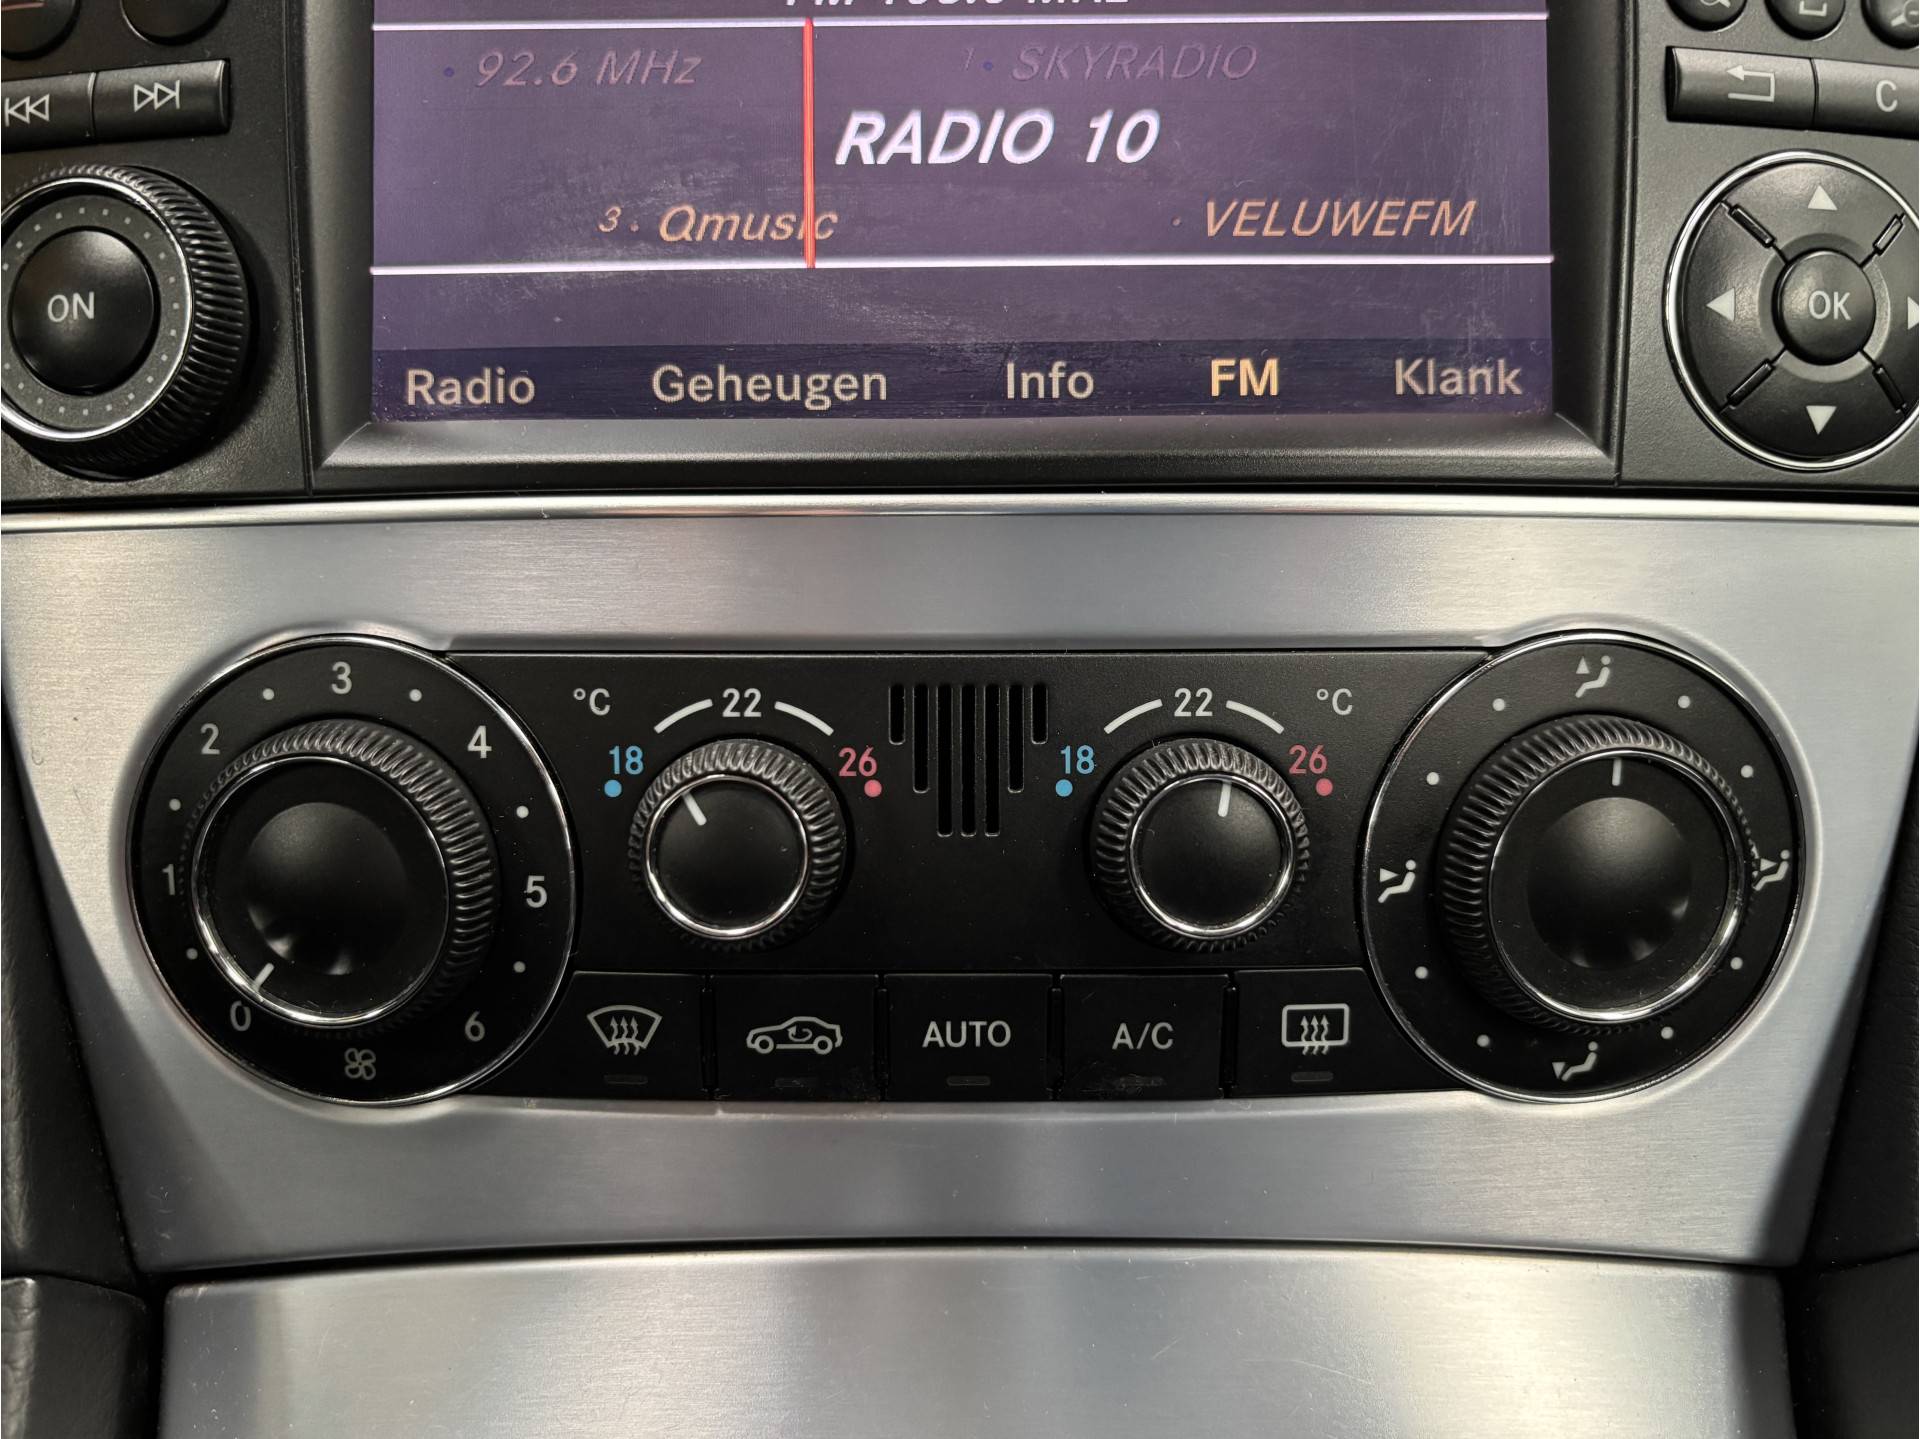 92.6 MHz
1. SKYRADIO
RADIO 10
3. Qmusic
VELUWEFM
ON
OK
C
Radio Geheugen Info FM Klank
0 1 2 3 4 5 6
°C 18 22 26
18 22 26 °C
AUTO
A/C